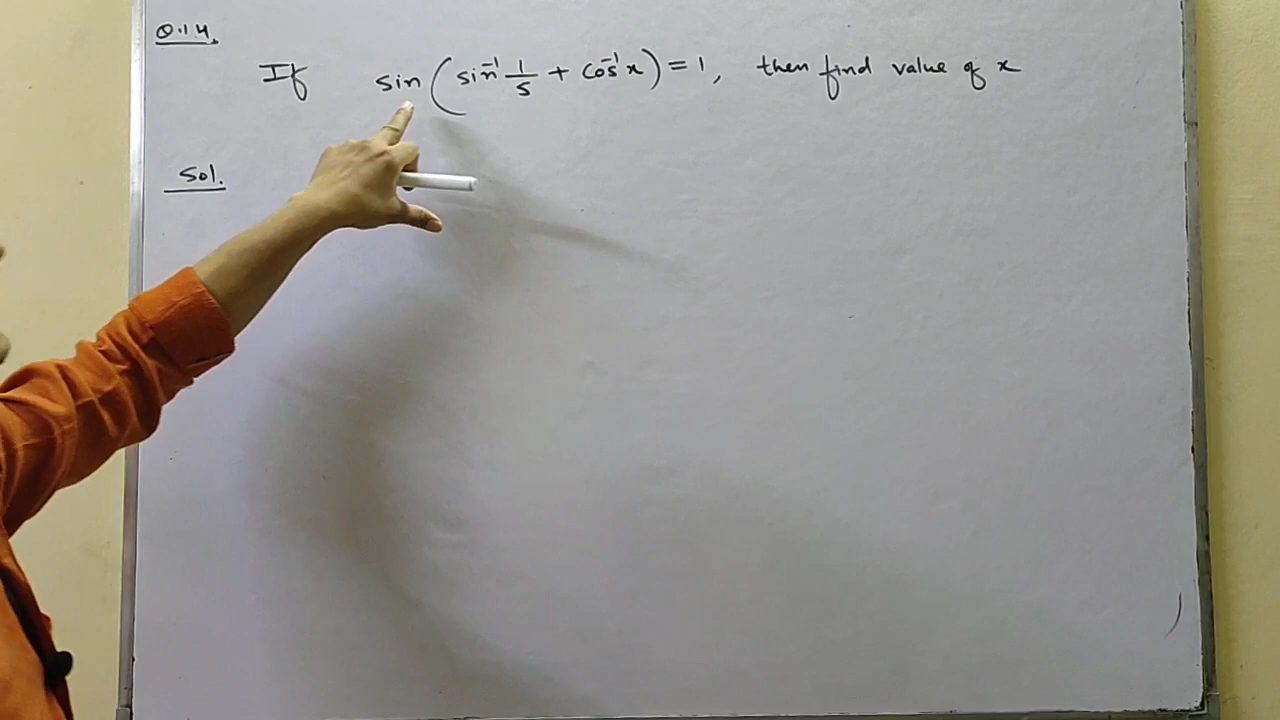 Q.14.
If sin(sin⁻¹ 1/5 + cos⁻¹ x) = 1, then find value of x
Sol.